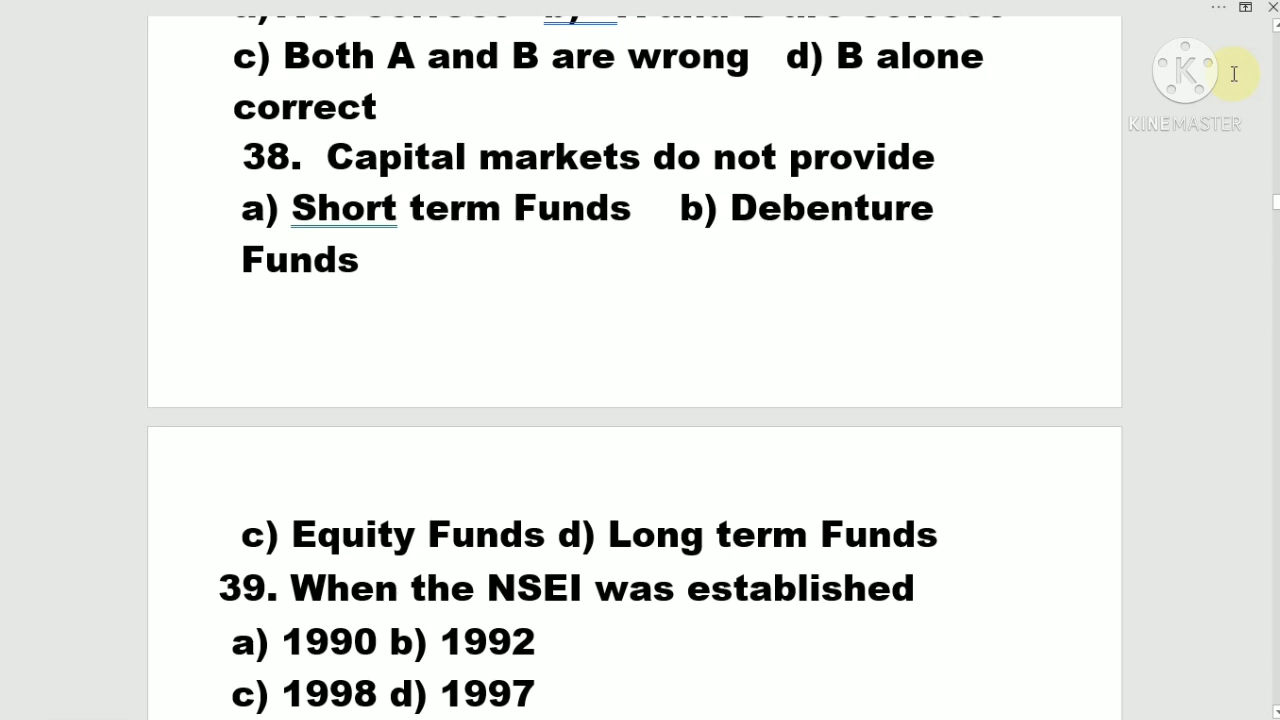 c) Both A and B are wrong d) B alone
correct
38. Capital markets do not provide
a) Short term Funds b) Debenture
Funds
c) Equity Funds d) Long term Funds
39. When the NSEI was established
a) 1990 b) 1992
c) 1998 d) 1997
K
KINEMASTER